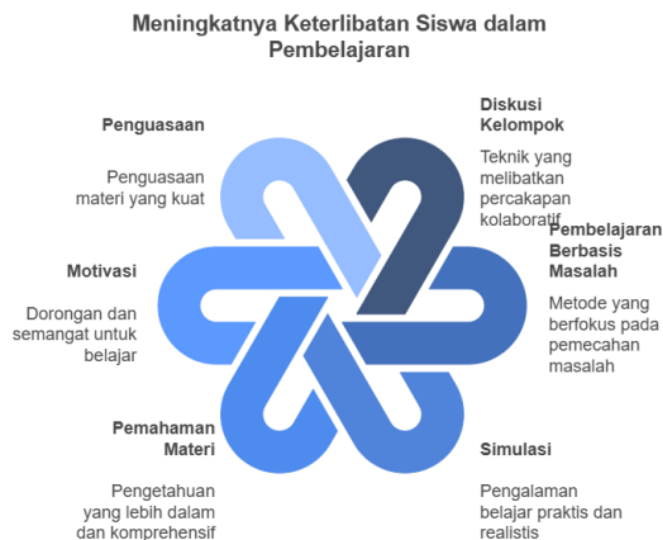 Meningkatnya Keterlibatan Siswa dalam
Pembelajaran
Penguasaan
Penguasaan
materi yang kuat
Diskusi
Kelompok
Teknik yang
melibatkan
percakapan
kolaboratif
Motivasi
Dorongan dan
semangat untuk
belajar
Pembelajaran
Berbasis
Masalah
Metode yang
berfokus pada
pemecahan
masalah
Pemahaman
Materi
Pengetahuan
yang lebih dalam
dan komprehensif
Simulasi
Pengalaman
belajar praktis dan
realistis